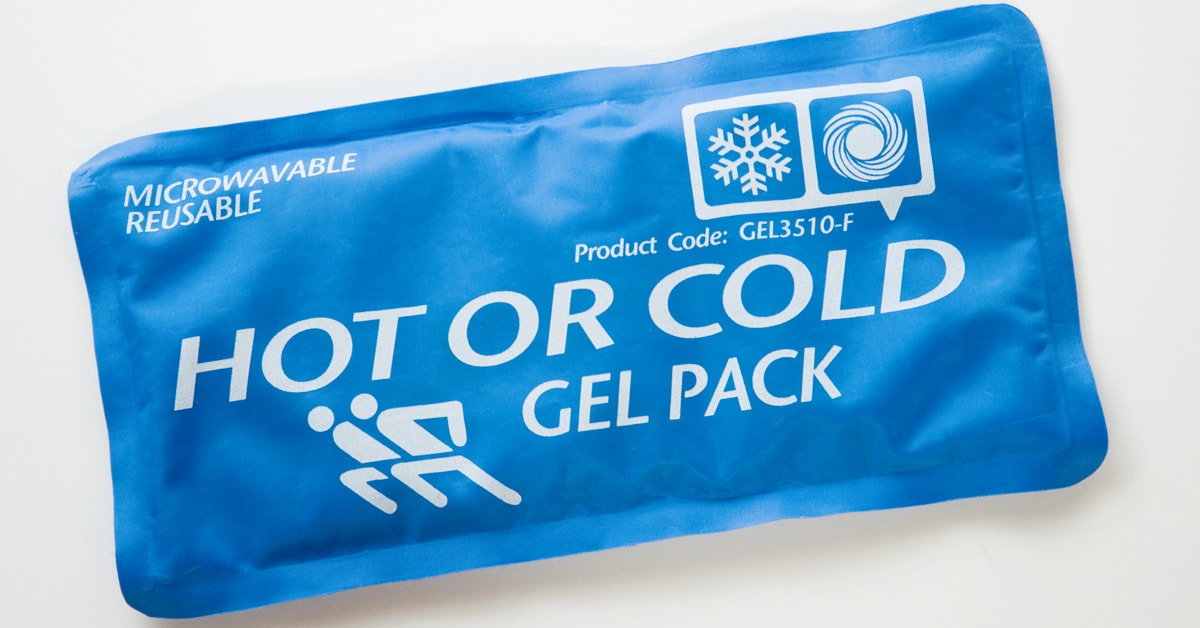 MICROWAVABLE
REUSABLE
Product Code: GEL3510-F
HOT OR COLD
GEL PACK